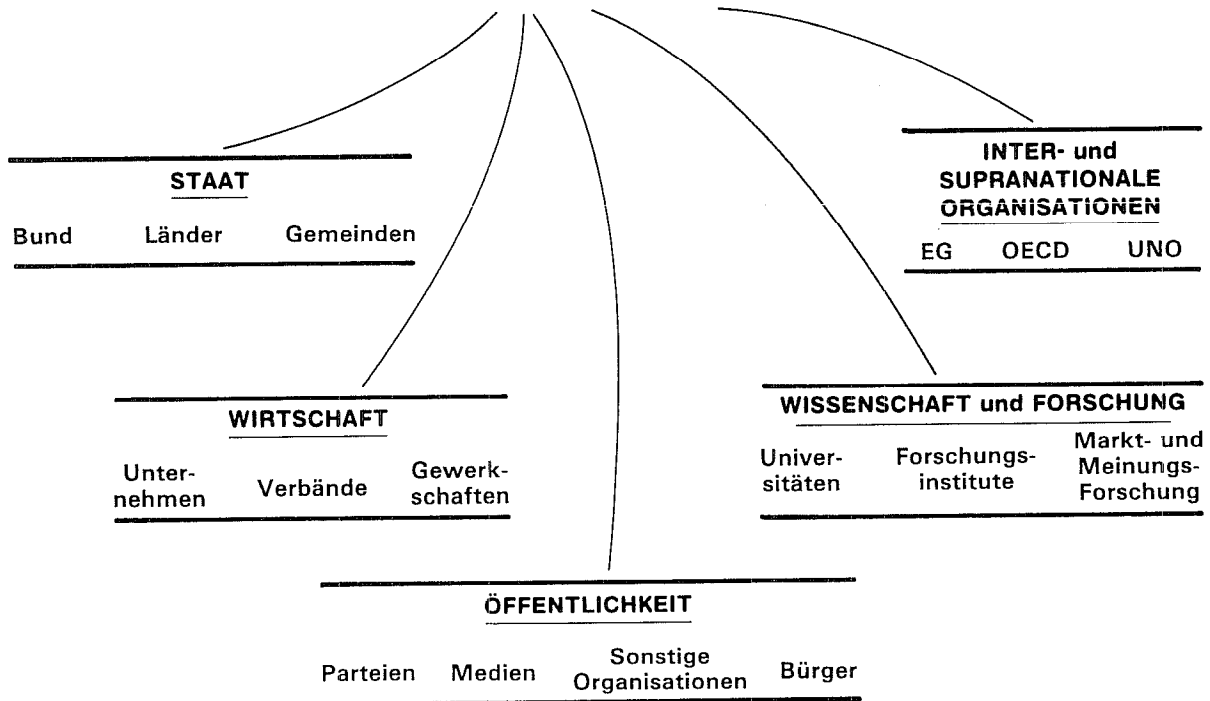 STAAT
Bund Länder Gemeinden
INTER- und
SUPRANATIONALE
ORGANISATIONEN
EG OECD UNO
WIRTSCHAFT
Unter-
nehmen
Verbände
Gewerk-
schaften
WISSENSCHAFT und FORSCHUNG
Univer-
sitäten
Forschungs-
institute
Markt- und
Meinungs-
Forschung
ÖFFENTLICHKEIT
Parteien Medien
Sonstige
Organisationen
Bürger